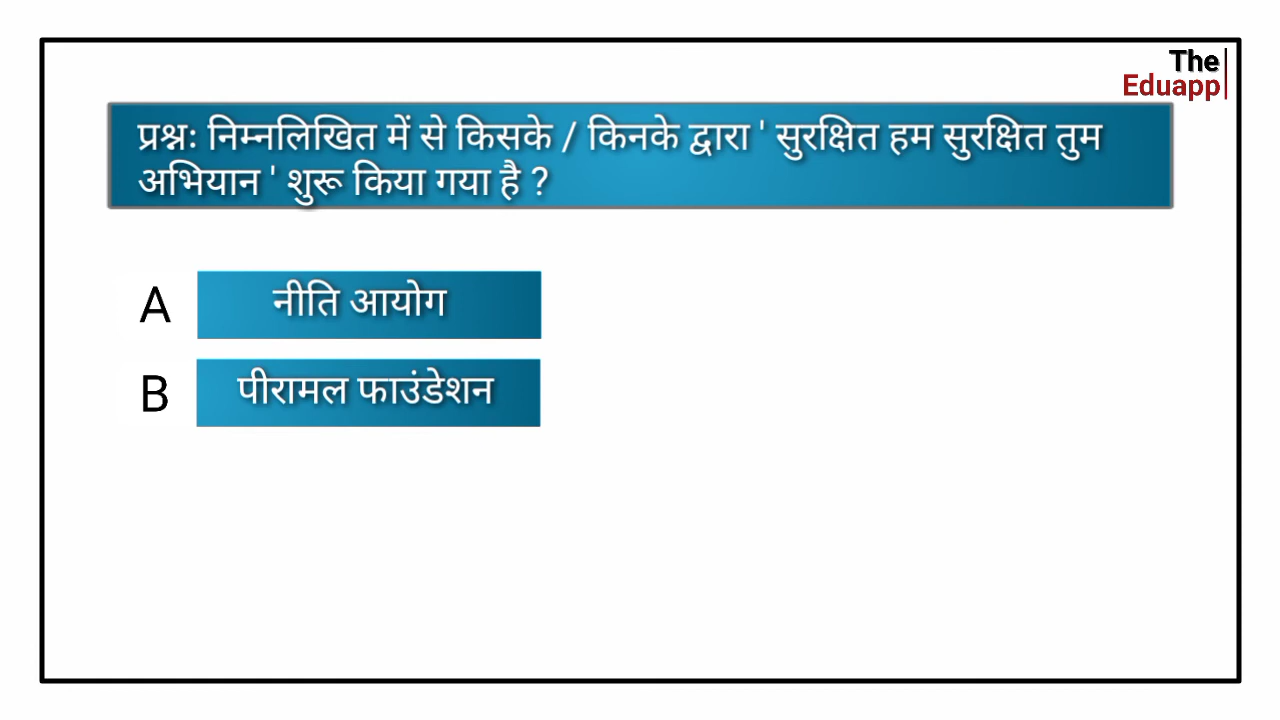 The
Eduapp
प्रश्नः निम्नलिखित में से किसके / किनके द्वारा ' सुरक्षित हम सुरक्षित तुम
अभियान ' शुरू किया गया है ?
A नीति आयोग
B पीरामल फाउंडेशन